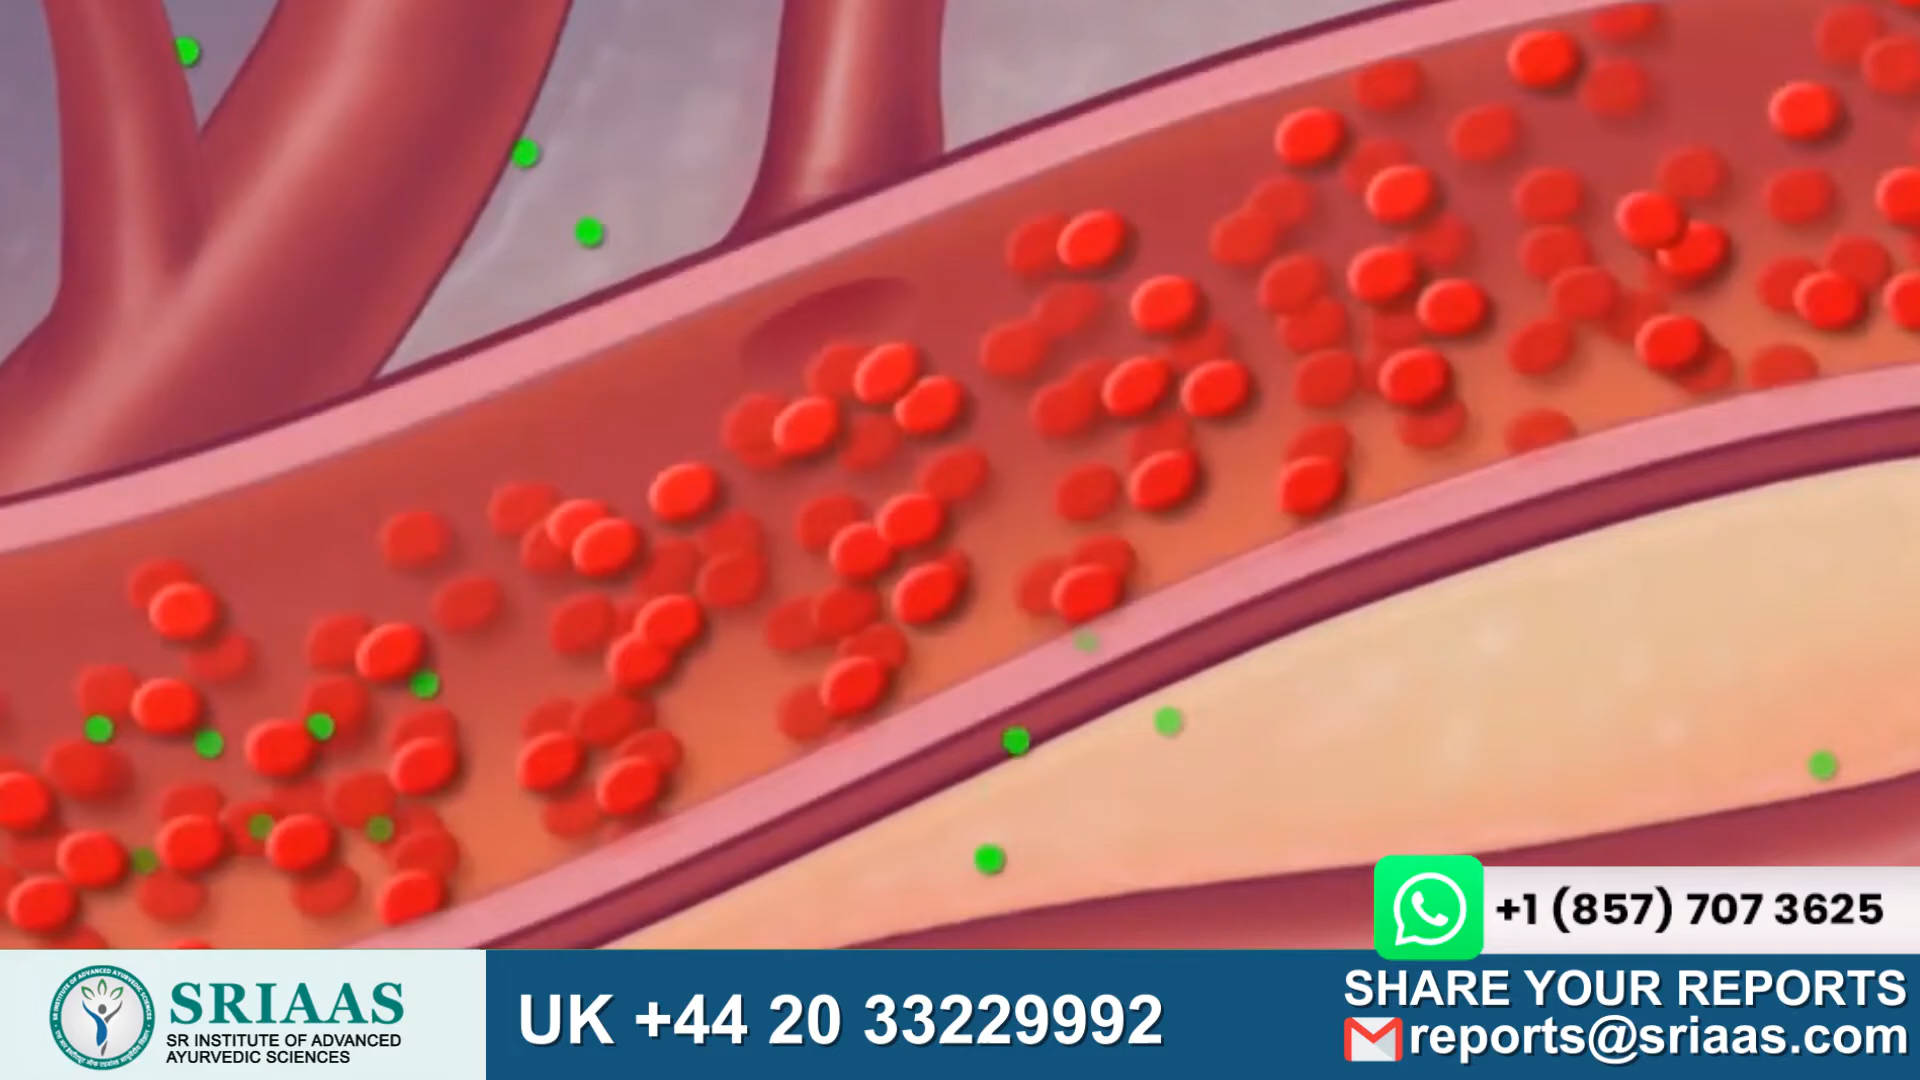 +1 (857) 707 3625
SRIAAS
SR INSTITUTE OF ADVANCED
AYURVEDIC SCIENCES
UK +44 20 33229992
SHARE YOUR REPORTS
reports@sriaas.com